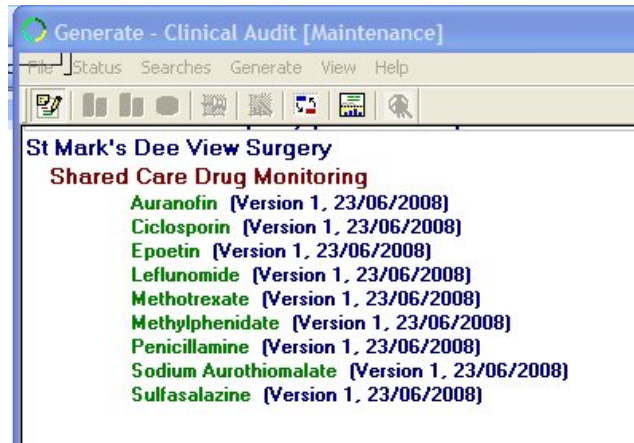 Generate - Clinical Audit [Maintenance]
File Status Searches Generate View Help
St Mark's Dee View Surgery
Shared Care Drug Monitoring
Auranofin (Version 1, 23/06/2008)
Ciclosporin (Version 1, 23/06/2008)
Epoetin (Version 1, 23/06/2008)
Leflunomide (Version 1, 23/06/2008)
Methotrexate (Version 1, 23/06/2008)
Methylphenidate (Version 1, 23/06/2008)
Penicillamine (Version 1, 23/06/2008)
Sodium Aurothiomalate (Version 1, 23/06/2008)
Sulfasalazine (Version 1, 23/06/2008)